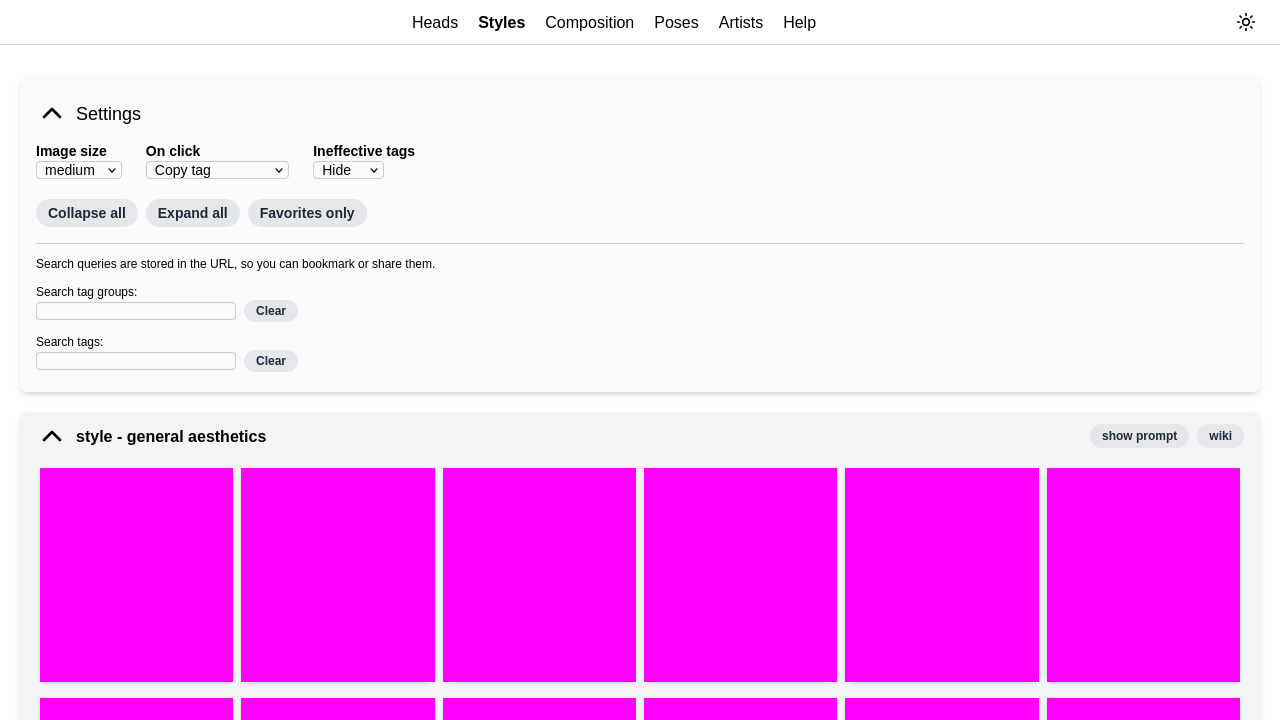 Heads Styles Composition Poses Artists Help
Settings
Image size On click Ineffective tags
medium Copy tag Hide
Collapse all Expand all Favorites only
Search queries are stored in the URL, so you can bookmark or share them.
Search tag groups:
Clear
Search tags:
Clear
style - general aesthetics show prompt wiki